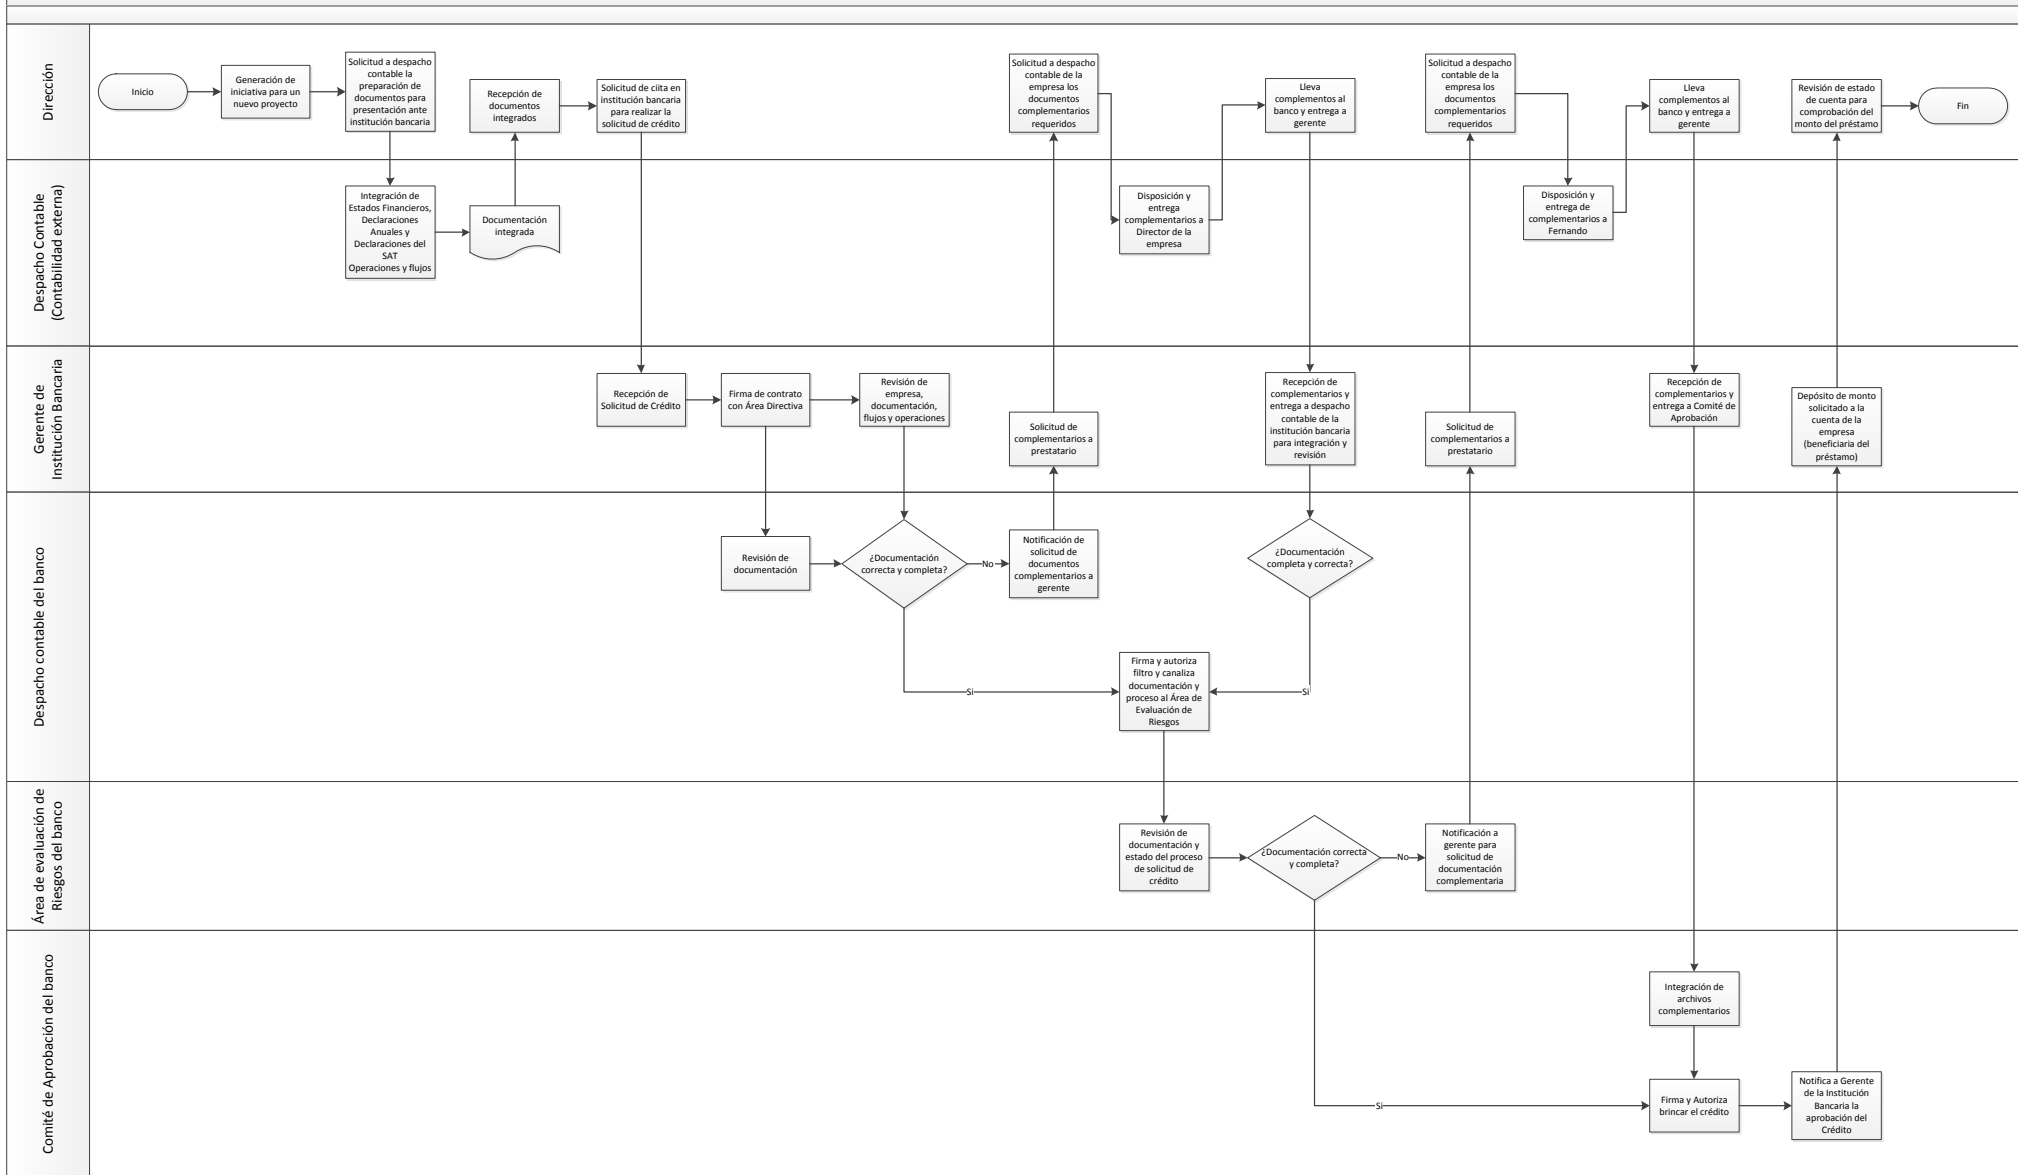 Dirección
Inicio
Generación de
iniciativa para un
nuevo proyecto
Solicitud a despacho
contable la
preparación de
documentos para
presentación ante
institución bancaria
Recepción de
documentos
integrados
Solicitud de ciita en
institución bancaria
para realizar la
solicitud de crédito
Solicitud a despacho
contable de la
empresa los
documentos
complementarios
requeridos
Lleva
complementos al
banco y entrega a
gerente
Solicitud a despacho
contable de la
empresa los
documentos
complementarios
requeridos
Lleva
complementos al
banco y entrega a
gerente
Revisión de estado
de cuenta para
comprobación del
monto del préstamo
Fin
Despacho Contable
(Contabilidad externa)
Integración de
Estados Financieros,
Declaraciones
Anuales y
Declaraciones del
SAT
Operaciones y flujos
Documentación
integrada
Disposición y
entrega
complementarios a
Director de la
empresa
Disposición y
entrega de
complementarios a
Fernando
Gerente de
Institución Bancaria
Recepción de
Solicitud de Crédito
Firma de contrato
con Área Directiva
Revisión de
empresa,
documentación,
flujos y operaciones
Solicitud de
complementarios a
prestatario
Recepción de
complementos y
entrega a despacho
contable de la
institución bancaria
para integración y
revisión
Solicitud de
complementarios a
prestatario
Recepción de
complementos y
entrega a Comité de
Aprobación
Depósito de monto
solicitado a la
cuenta de la
empresa
(beneficiaria del
préstamo)
Despacho contable del banco
Revisión de
documentación
¿Documentación
correcta y completa?
No
Notificación de
solicitud de
documentos
complementarios a
gerente
¿Documentación
completa y correcta?
Si
Firma y autoriza
filtro y canaliza
documentación y
proceso al Área de
Evaluación de
Riesgos
Si
Área de evaluación de
Riesgos del banco
Revisión de
documentación y
estado del proceso
de solicitud de
crédito
¿Documentación correcta
y completa?
No
Notificación a
gerente para
solicitud de
documentación
complementaria
Comité de Aprobación del banco
Integración de
archivos
complementarios
Si
Firma y Autoriza
brincar el crédito
Notifica a Gerente
de la Institución
Bancaria la
aprobación del
Crédito